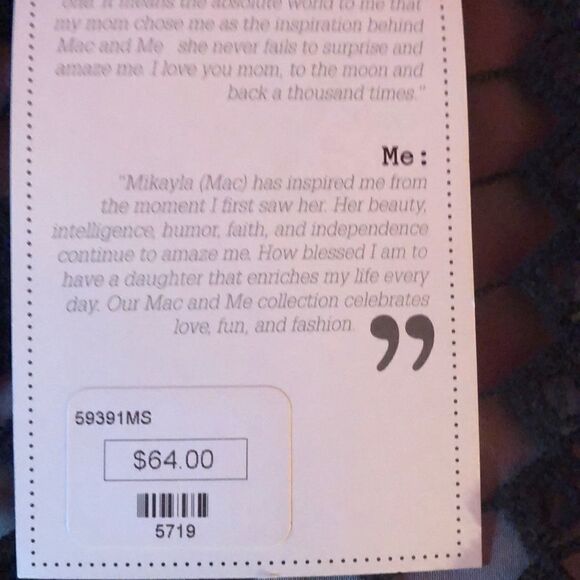 one. It means the absolute world to me that
my mom chose me as the inspiration behind
Mac and Me she never fails to surprise and
amaze me. I love you mom, to the moon and
back a thousand times."
Me:
"Mikayla (Mac) has inspired me from
the moment I first saw her. Her beauty,
intelligence, humor, faith, and independence
continue to amaze me. How blessed I am to
have a daughter that enriches my life every
day. Our Mac and Me collection celebrates
love, fun, and fashion.
”
59391MS
$64.00
5719